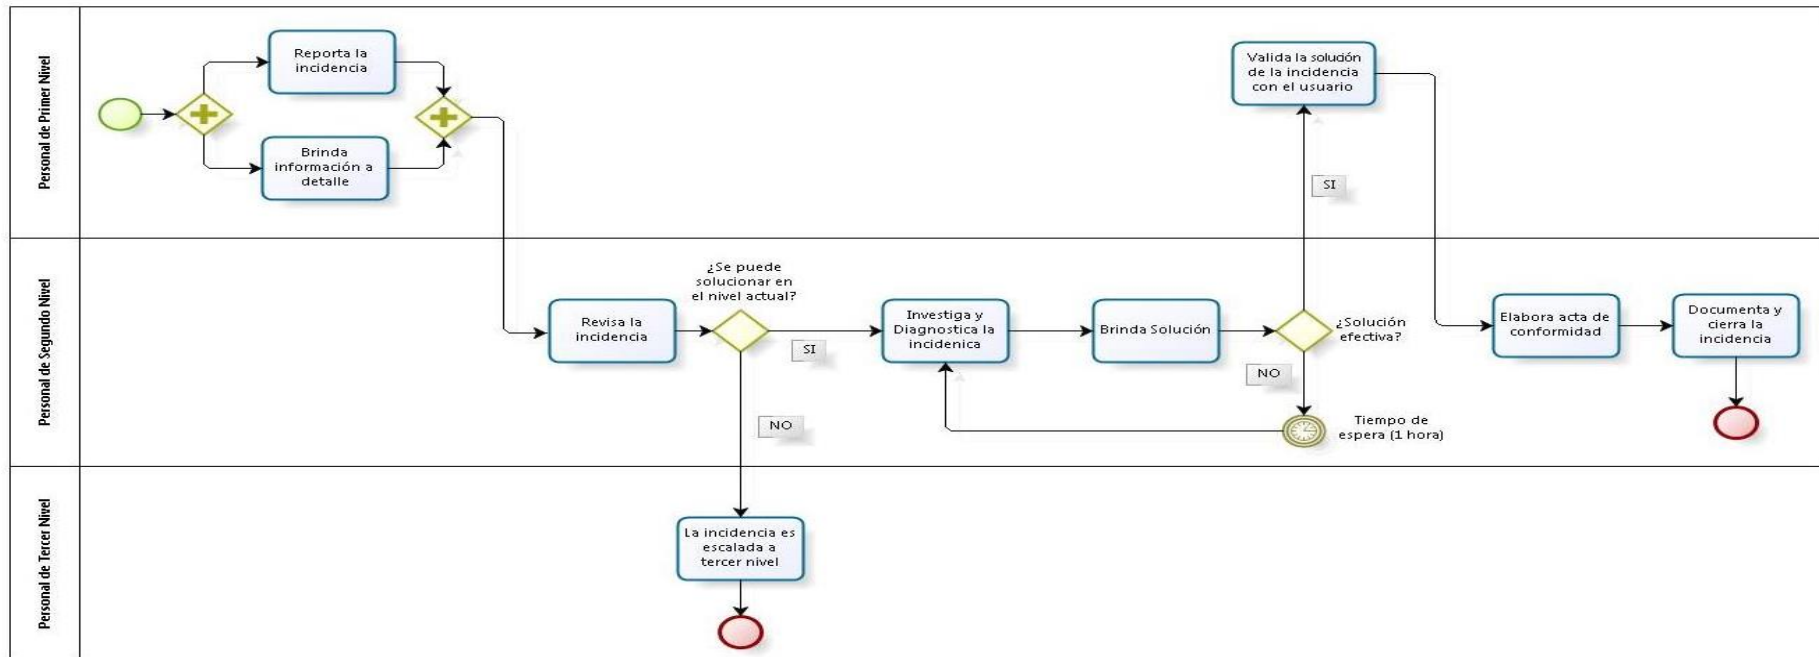 Personal de Primer Nivel
Reporta la
incidencia
Brinda
información a
detalle
Valida la solución
de la incidencia
con el usuario
SI
Personal de Segundo Nivel
Revisa la
incidencia
¿Se puede
solucionar en
el nivel actual?
SI
NO
Investiga y
Diagnostica la
incidenica
Brinda Solución
¿Solución
efectiva?
NO
Tiempo de
espera (1 hora)
Elabora acta de
conformidad
Documenta y
cierra la
incidencia
Personal de Tercer Nivel
La incidencia es
escalada a
tercer nivel